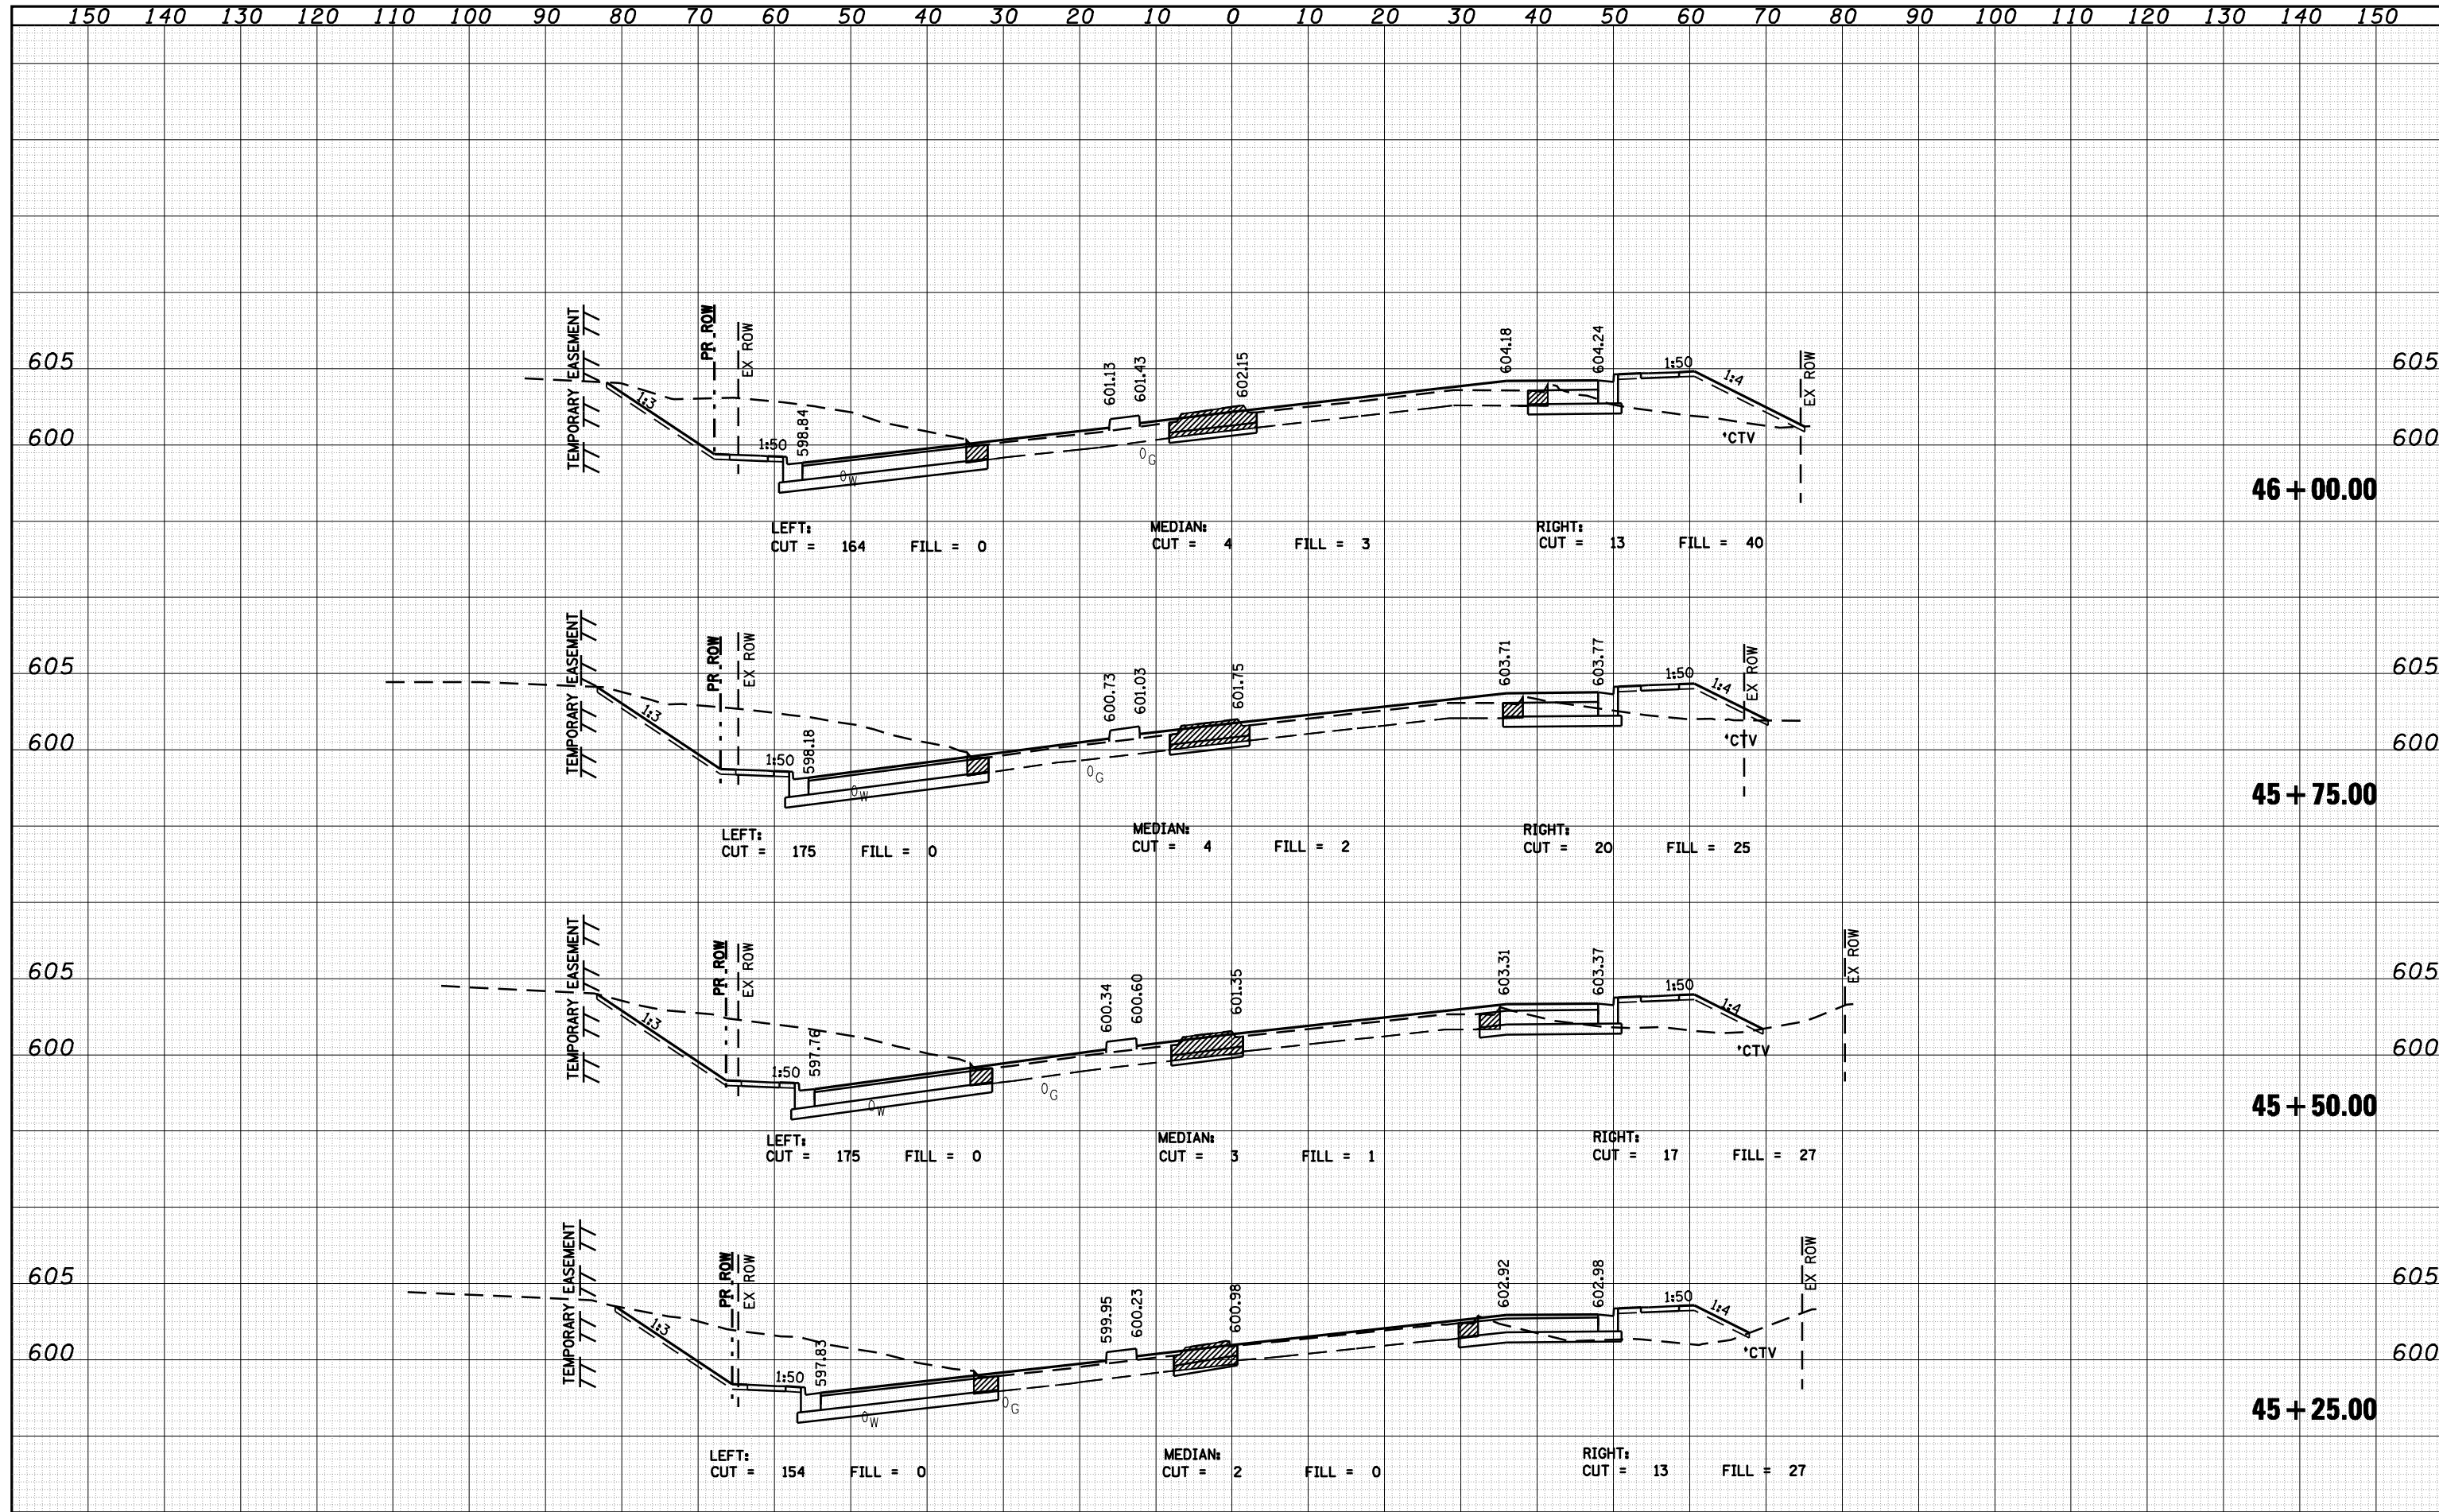 150 140 130 120 110 100 90 80 70 60 50 40 30 20 10 0 10 20 30 40 50 60 70 80 90 100 110 120 130 140 150
TEMPORARY EASEMENT
PR ROW
EX ROW
601.13
601.43
602.15
604.18
604.24
EX ROW
605
605
1:3
1:50
598.84
1:50
1:4
600
600
0W
0G
'CTV
46+00.00
LEFT:
CUT = 164 FILL = 0
MEDIAN:
CUT = 4 FILL = 3
RIGHT:
CUT = 13 FILL = 40
TEMPORARY EASEMENT
PR ROW
EX ROW
600.73
601.03
601.75
603.71
603.77
EX ROW
605
605
1:3
1:50
598.18
1:50
1:4
600
600
0W
0G
'CTV
45+75.00
LEFT:
CUT = 175 FILL = 0
MEDIAN:
CUT = 4 FILL = 2
RIGHT:
CUT = 20 FILL = 25
TEMPORARY EASEMENT
PR ROW
EX ROW
600.34
600.60
601.35
603.31
603.37
EX ROW
605
605
1:3
1:50
597.76
1:50
1:4
600
600
0W
0G
'CTV
45+50.00
LEFT:
CUT = 175 FILL = 0
MEDIAN:
CUT = 3 FILL = 1
RIGHT:
CUT = 17 FILL = 27
TEMPORARY EASEMENT
PR ROW
EX ROW
599.95
600.23
600.98
602.92
602.98
EX ROW
605
605
1:3
1:50
597.83
1:50
1:4
600
600
0W
0G
'CTV
45+25.00
LEFT:
CUT = 154 FILL = 0
MEDIAN:
CUT = 2 FILL = 0
RIGHT:
CUT = 13 FILL = 27